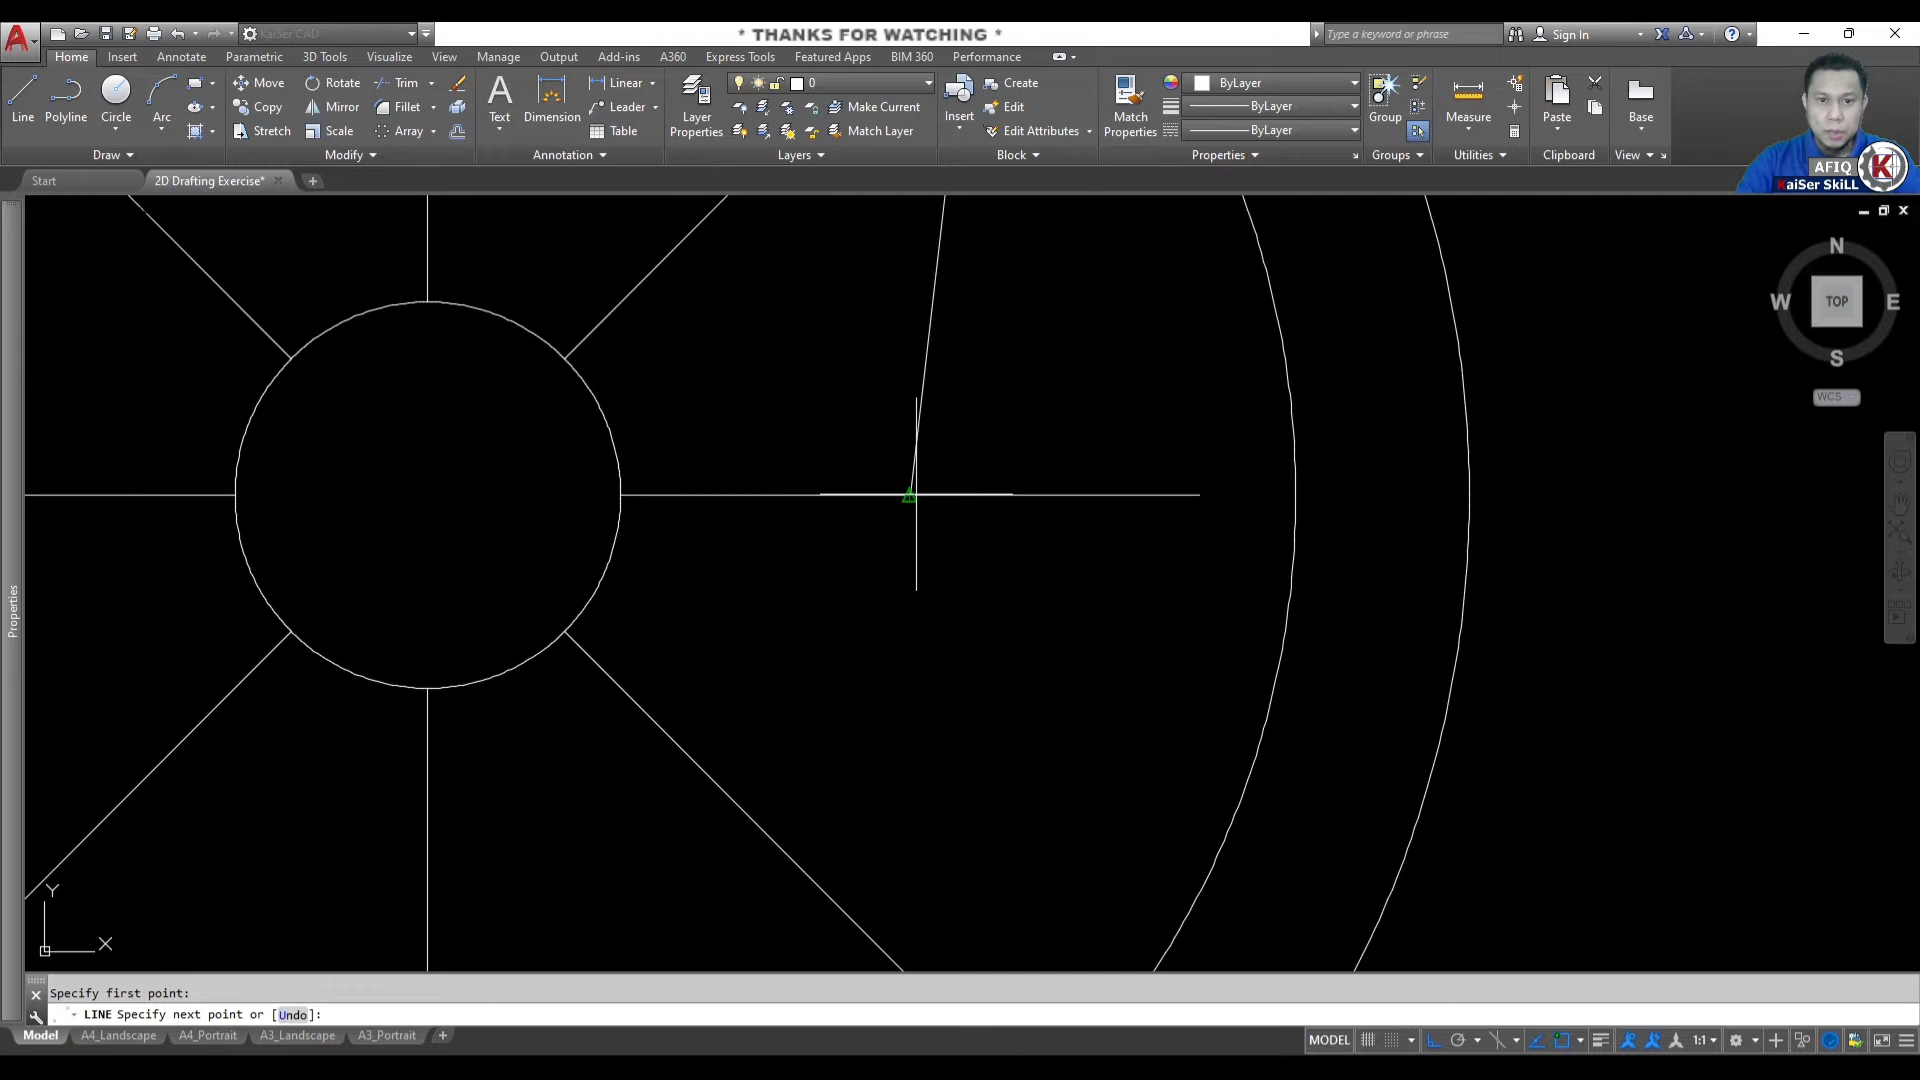 KaiSer CAD
* THANKS FOR WATCHING *
Type a keyword or phrase
Sign In
Home Insert Annotate Parametric 3D Tools Visualize View Manage Output Add-ins A360 Express Tools Featured Apps BIM 360 Performance
Line Polyline Circle Arc
Move Rotate Trim
Copy Mirror Fillet
Stretch Scale Array
Text Dimension
Linear
Leader
Table
Layer Properties
0
Make Current
Match Layer
Insert
Create
Edit
Edit Attributes
Match Properties
ByLayer
ByLayer
ByLayer
Group
Measure
Paste
Base
Draw Modify Annotation Layers Block Properties Groups Utilities Clipboard View
AFIQ
KaiSer SkiLL
K
Start 2D Drafting Exercise*
N
W TOP E
S
WCS
Properties
Y
X
Specify first point:
LINE Specify next point or [Undo]:
Model A4_Landscape A4_Portrait A3_Landscape A3_Portrait
MODEL 1:1